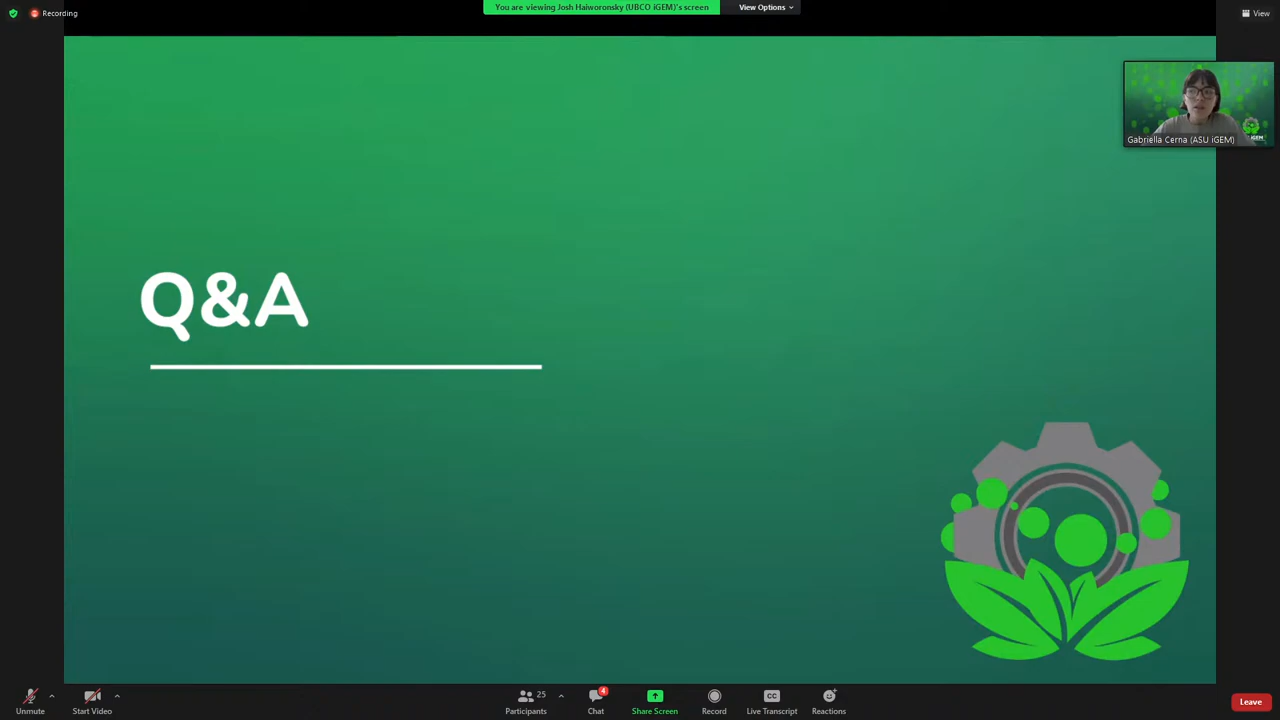 Recording
You are viewing Josh Haiworonsky (UBCO iGEM)'s screen
View Options
View
Gabriella Cerna (ASU iGEM)
iGEM
Q&A
Unmute
Start Video
25
Participants
4
Chat
Share Screen
Record
CC
Live Transcript
Reactions
Leave